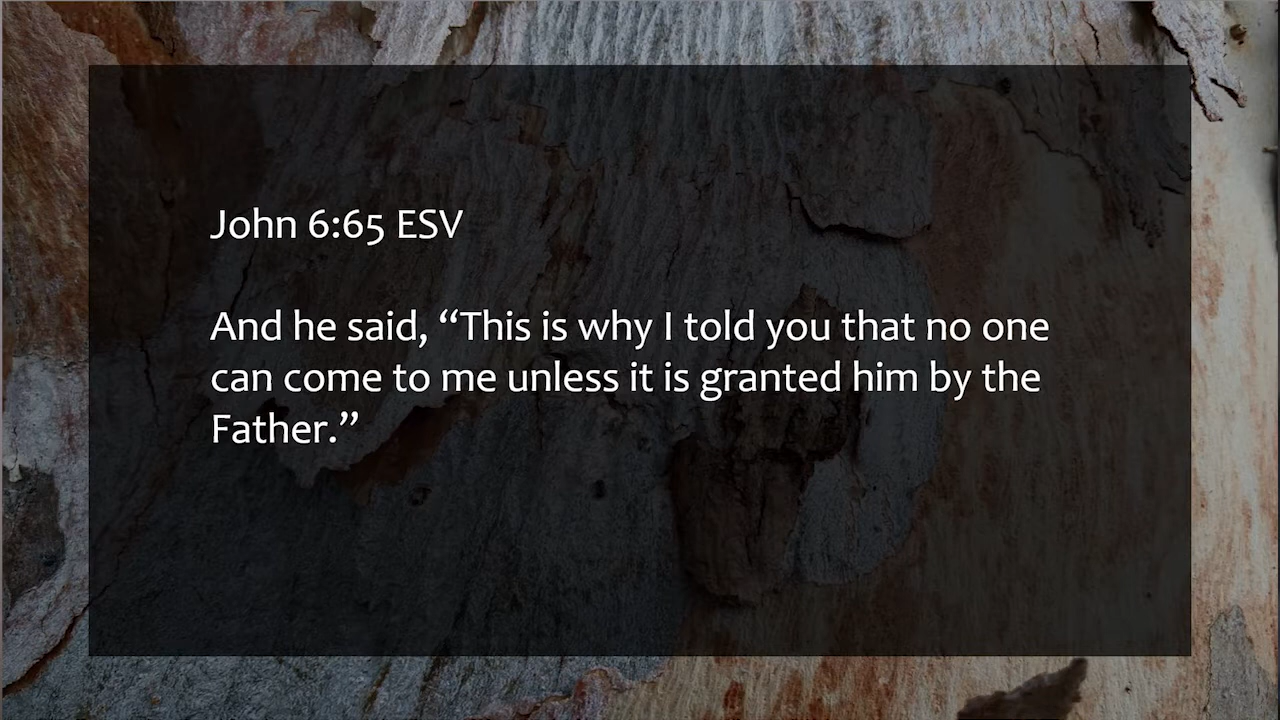 John 6:65 ESV
And he said, “This is why I told you that no one
can come to me unless it is granted him by the
Father.”